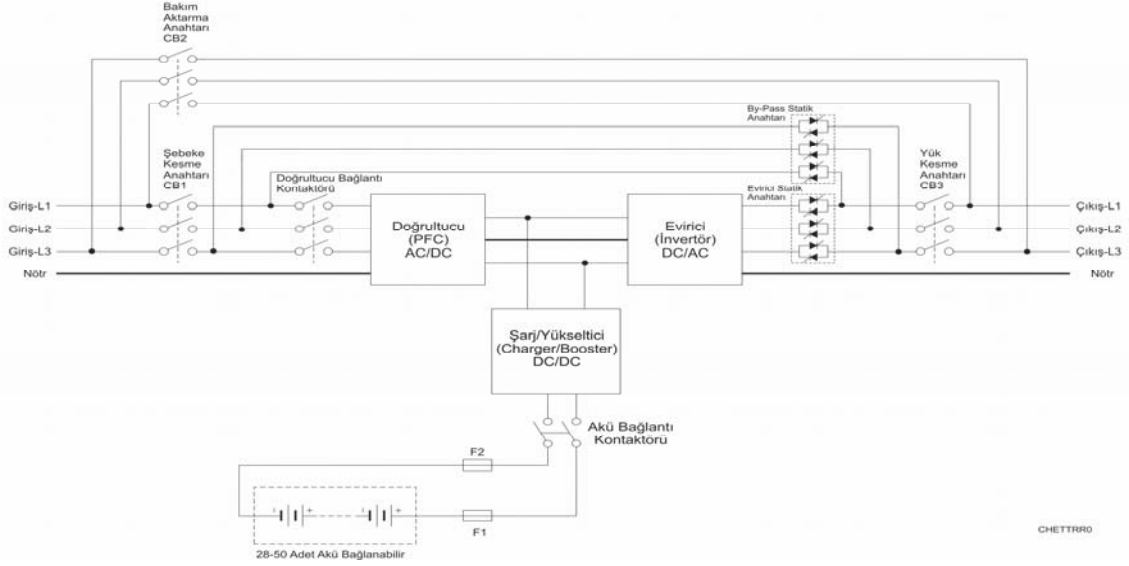 Bakım
Aktarma
Anahtarı
CB2
By-Pass Statik
Anahtarı
Şebeke
Kesme
Anahtarı
CB1
Doğrultucu Bağlantı
Kontaktörü
Yük
Kesme
Anahtarı
CB3
Evirici Statik
Anahtarı
Giriş-L1
Giriş-L2
Giriş-L3
Nötr
Doğrultucu
(PFC)
AC/DC
Evirici
(İnvertör)
DC/AC
Çıkış-L1
Çıkış-L2
Çıkış-L3
Nötr
Şarj/Yükseltici
(Charger/Booster)
DC/DC
Akü Bağlantı
Kontaktörü
F2
- + - +
F1
28-50 Adet Akü Bağlanabilir
CHETTRR0